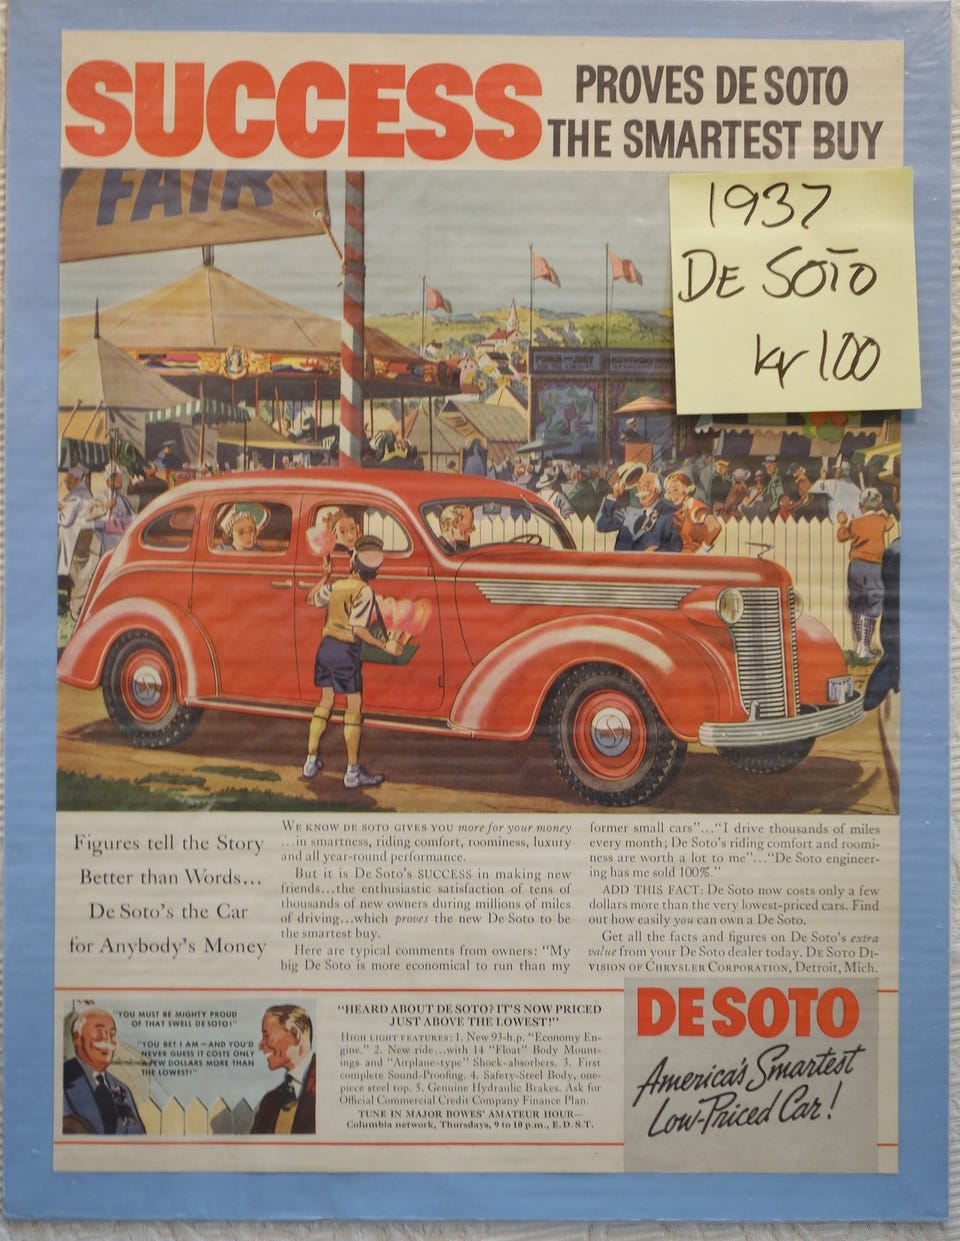 SUCCESS
PROVES DE SOTO
THE SMARTEST BUY
FAIR
1937
DE SOTO
kr 100
PUNCH AND JUDY
Figures tell the Story
Better than Words...
De Soto's the Car
for Anybody's Money
WE KNOW DE SOTO GIVES YOU more for your money
...in smartness, riding comfort, roominess, luxury
and all year-round performance.
But it is De Soto's SUCCESS in making new
friends...the enthusiastic satisfaction of tens of
thousands of new owners during millions of miles
of driving...which proves the new De Soto to be
the smartest buy.
Here are typical comments from owners: "My
big De Soto is more economical to run than my
former small cars"..."I drive thousands of miles
every month; De Soto's riding comfort and roomi-
ness are worth a lot to me"..."De Soto engineer-
ing has me sold 100%."
ADD THIS FACT: De Soto now costs only a few
dollars more than the very lowest-priced cars. Find
out how easily you can own a De Soto.
Get all the facts and figures on De Soto's extra
value from your De Soto dealer today. DE SOTO DI-
VISION OF CHRYSLER CORPORATION, Detroit, Mich.
"YOU MUST BE MIGHTY PROUD
OF THAT SWELL DE SOTO!"
"YOU BET I AM—AND YOU'D
NEVER GUESS IT COSTS ONLY
A FEW DOLLARS MORE THAN
THE LOWEST!"
"HEARD ABOUT DE SOTO? IT'S NOW PRICED
JUST ABOVE THE LOWEST!"
HIGH LIGHT FEATURES: 1. New 93-h.p. "Economy En-
gine." 2. New ride...with 14 "Float" Body Mount-
ings and "Airplane-type" Shock-absorbers. 3. First
complete Sound-Proofing. 4. Safety-Steel Body, one-
piece steel top. 5. Genuine Hydraulic Brakes. Ask for
Official Commercial Credit Company Finance Plan.
TUNE IN MAJOR BOWES' AMATEUR HOUR—
Columbia network, Thursdays, 9 to 10 p.m., E.D.S.T.
DE SOTO
America's Smartest
Low-Priced Car!